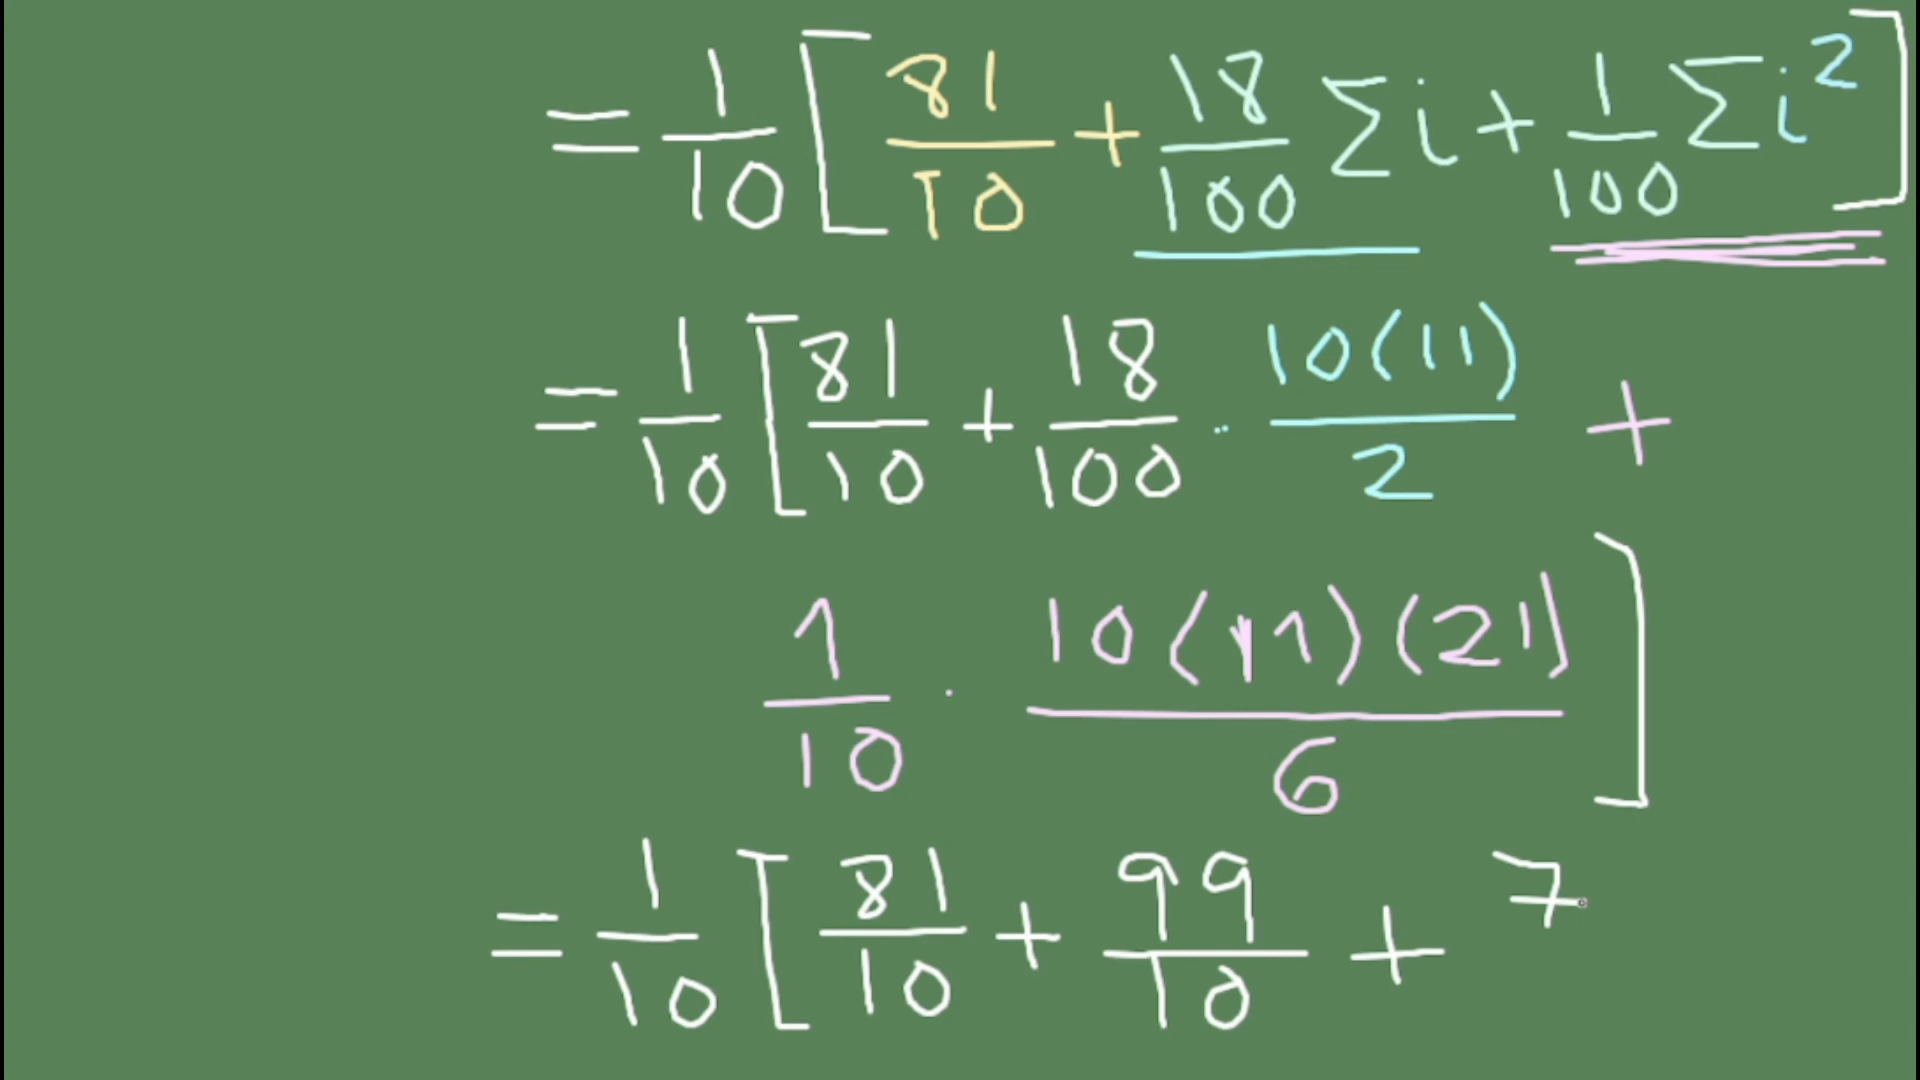 = 1/10 [ 81/10 + 18/100 Σi + 1/100 Σi² ]
= 1/10 [ 81/10 + 18/100 · 10(11)/2 +
1/10 · 10(11)(21)/6 ]
= 1/10 [ 81/10 + 99/10 + 7